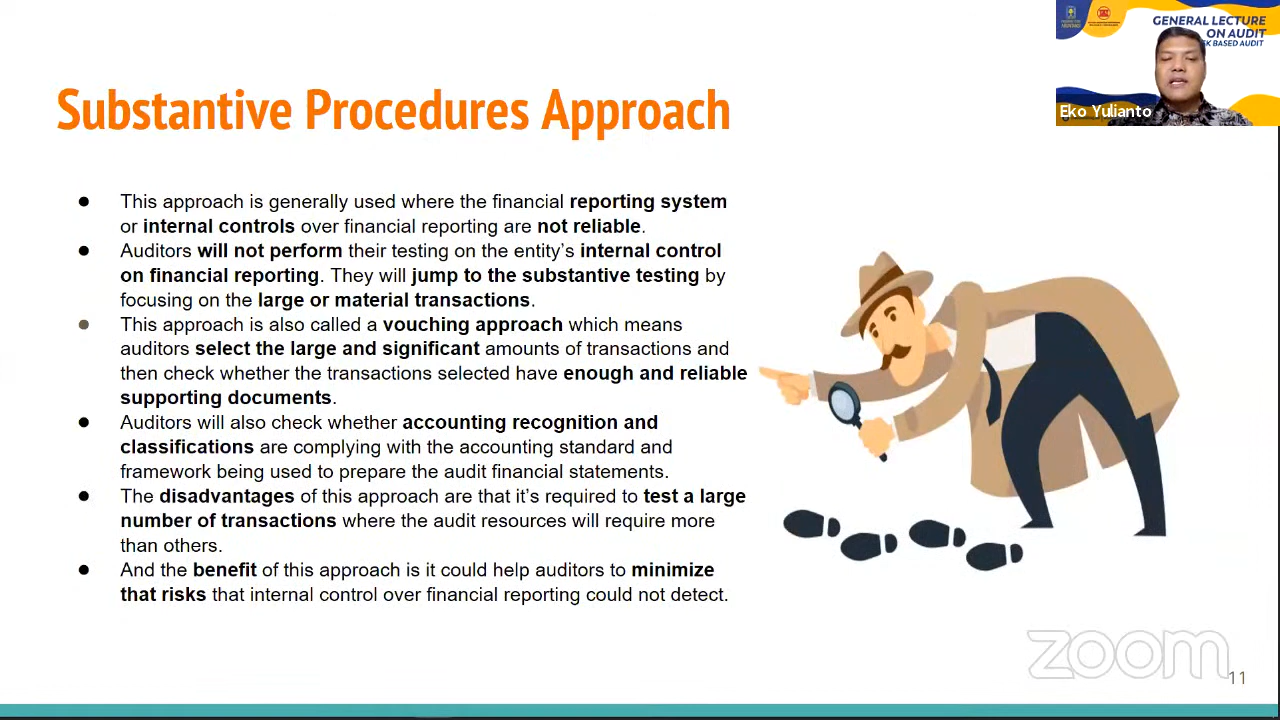 GENERAL LECTURE
ON AUDIT
K BASED AUDIT
Eko Yulianto
Substantive Procedures Approach
● This approach is generally used where the financial reporting system
or internal controls over financial reporting are not reliable.
● Auditors will not perform their testing on the entity's internal control
on financial reporting. They will jump to the substantive testing by
focusing on the large or material transactions.
● This approach is also called a vouching approach which means
auditors select the large and significant amounts of transactions and
then check whether the transactions selected have enough and reliable
supporting documents.
● Auditors will also check whether accounting recognition and
classifications are complying with the accounting standard and
framework being used to prepare the audit financial statements.
● The disadvantages of this approach are that it's required to test a large
number of transactions where the audit resources will require more
than others.
● And the benefit of this approach is it could help auditors to minimize
that risks that internal control over financial reporting could not detect.
zoom
11